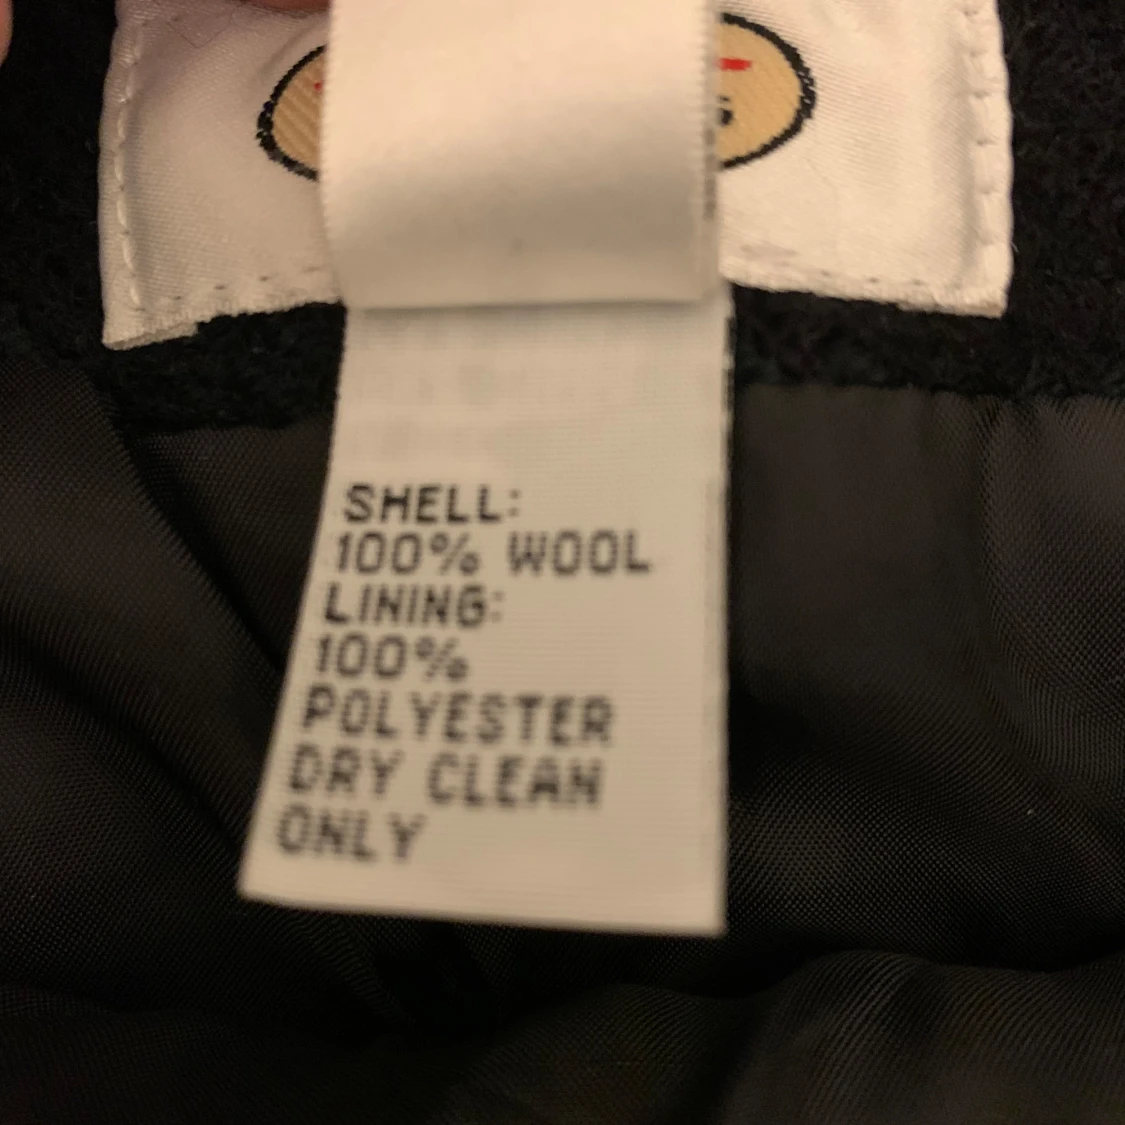 SHELL:
100% WOOL
LINING:
100%
POLYESTER
DRY CLEAN
ONLY